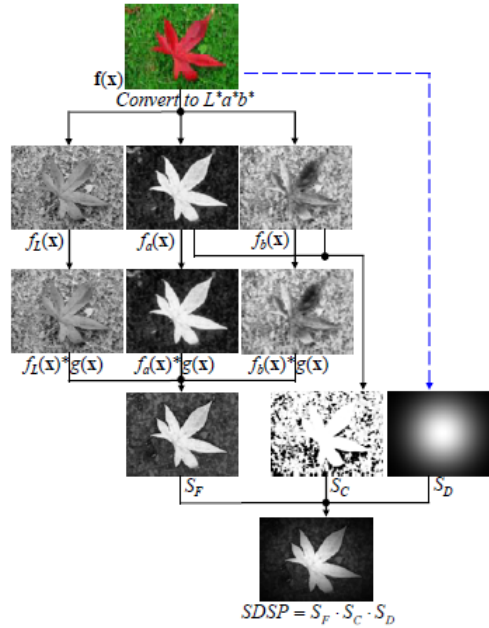 f(x)
Convert to L*a*b*
f_L(x) f_a(x) f_b(x)
f_L(x)*g(x) f_a(x)*g(x) f_b(x)*g(x)
S_F S_C S_D
SDSP = S_F · S_C · S_D